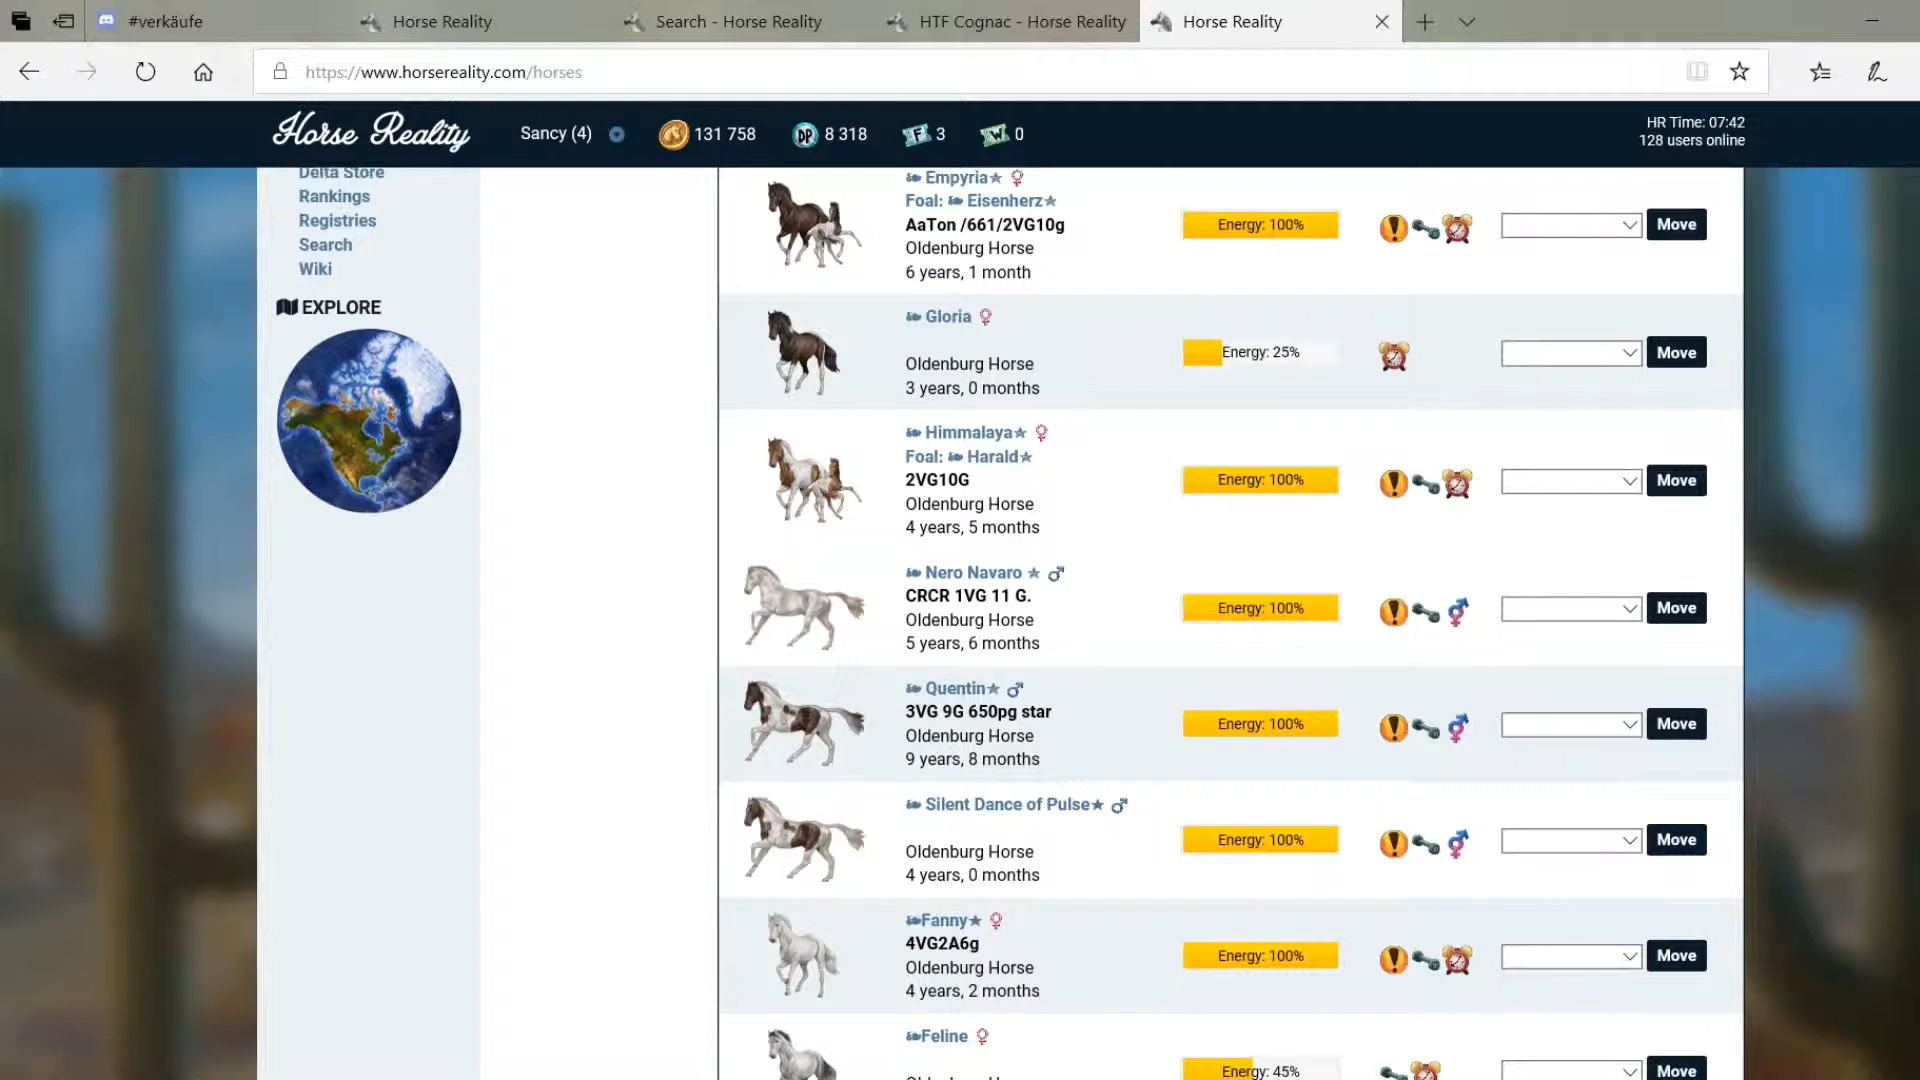 #verkäufe
Horse Reality
Search - Horse Reality
HTF Cognac - Horse Reality
Horse Reality
https://www.horsereality.com/horses
Horse Reality
Sancy (4)
131 758
DP
8 318
F
3
W
0
HR Time: 07:42
128 users online
Delta Store
Rankings
Registries
Search
Wiki
EXPLORE
Empyria★
Foal: Eisenherz★
AaTon /661/2VG10g
Oldenburg Horse
6 years, 1 month
Energy: 100%
Move
Gloria
Oldenburg Horse
3 years, 0 months
Energy: 25%
Move
Himmalaya★
Foal: Harald★
2VG10G
Oldenburg Horse
4 years, 5 months
Energy: 100%
Move
Nero Navaro ★
CRCR 1VG 11 G.
Oldenburg Horse
5 years, 6 months
Energy: 100%
Move
Quentin★
3VG 9G 650pg star
Oldenburg Horse
9 years, 8 months
Energy: 100%
Move
Silent Dance of Pulse★
Oldenburg Horse
4 years, 0 months
Energy: 100%
Move
Fanny★
4VG2A6g
Oldenburg Horse
4 years, 2 months
Energy: 100%
Move
Feline
Energy: 45%
Move